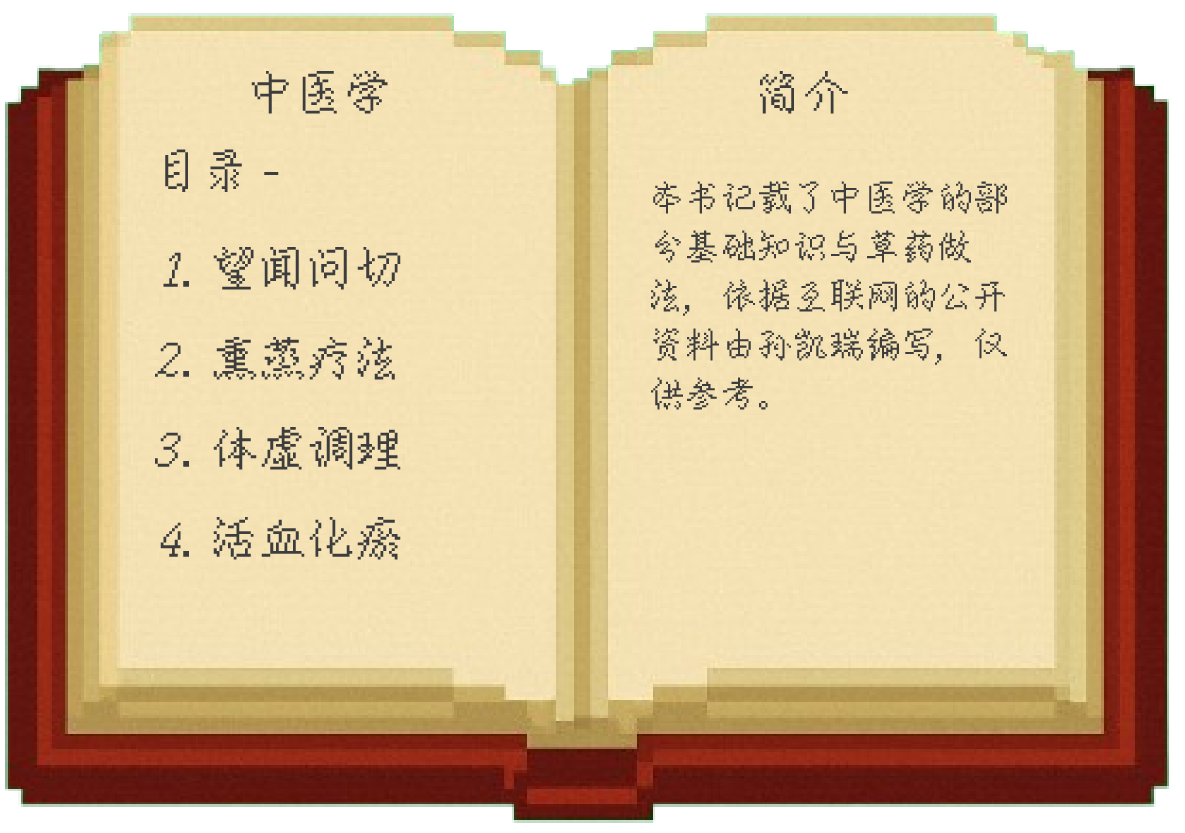 中医学
目录-
1. 望闻问切
2. 熏蒸疗法
3. 体虚调理
4. 活血化瘀
简介
本书记载了中医学的部
分基础知识与草药做
法，依据互联网的公开
资料由孙凯瑞编写，仅
供参考。